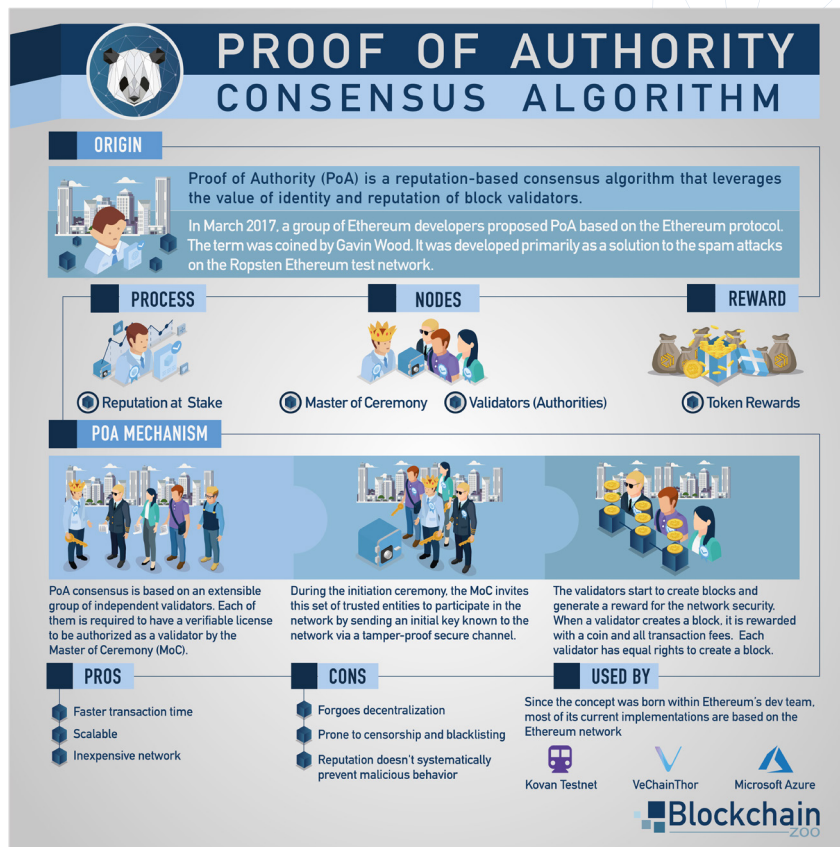 PROOF OF AUTHORITY
CONSENSUS ALGORITHM
ORIGIN
Proof of Authority (PoA) is a reputation-based consensus algorithm that leverages
the value of identity and reputation of block validators.
In March 2017, a group of Ethereum developers proposed PoA based on the Ethereum protocol.
The term was coined by Gavin Wood. It was developed primarily as a solution to the spam attacks
on the Ropsten Ethereum test network.
PROCESS
NODES
REWARD
Reputation at Stake
Master of Ceremony
Validators (Authorities)
Token Rewards
POA MECHANISM
PoA consensus is based on an extensible
group of independent validators. Each of
them is required to have a verifiable license
to be authorized as a validator by the
Master of Ceremony (MoC).
During the initiation ceremony, the MoC invites
this set of trusted entities to participate in the
network by sending an initial key known to the
network via a tamper-proof secure channel.
The validators start to create blocks and
generate a reward for the network security.
When a validator creates a block, it is rewarded
with a coin and all transaction fees. Each
validator has equal rights to create a block.
PROS
Faster transaction time
Scalable
Inexpensive network
CONS
Forgoes decentralization
Prone to censorship and blacklisting
Reputation doesn't systematically
prevent malicious behavior
USED BY
Since the concept was born within Ethereum's dev team,
most of its current implementations are based on the
Ethereum network
Kovan Testnet
VeChainThor
Microsoft Azure
Blockchain
ZOO